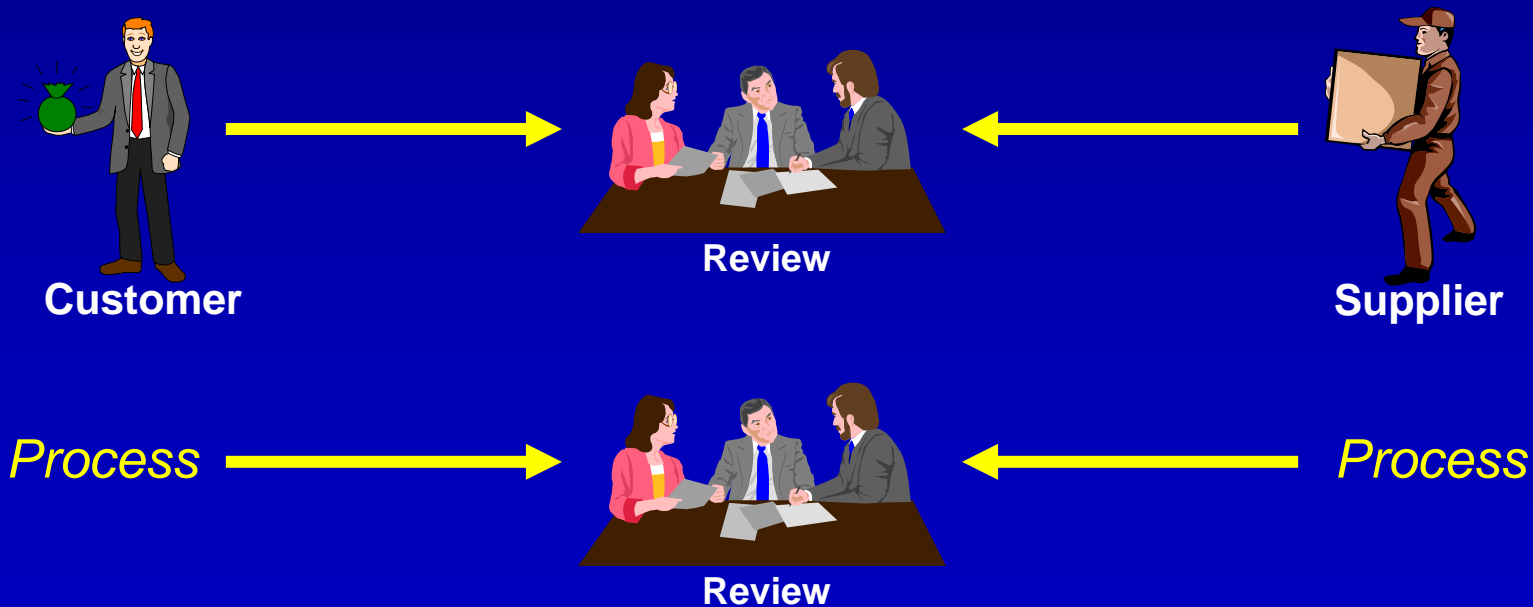 Review
Customer
Supplier
Process
Process
Review